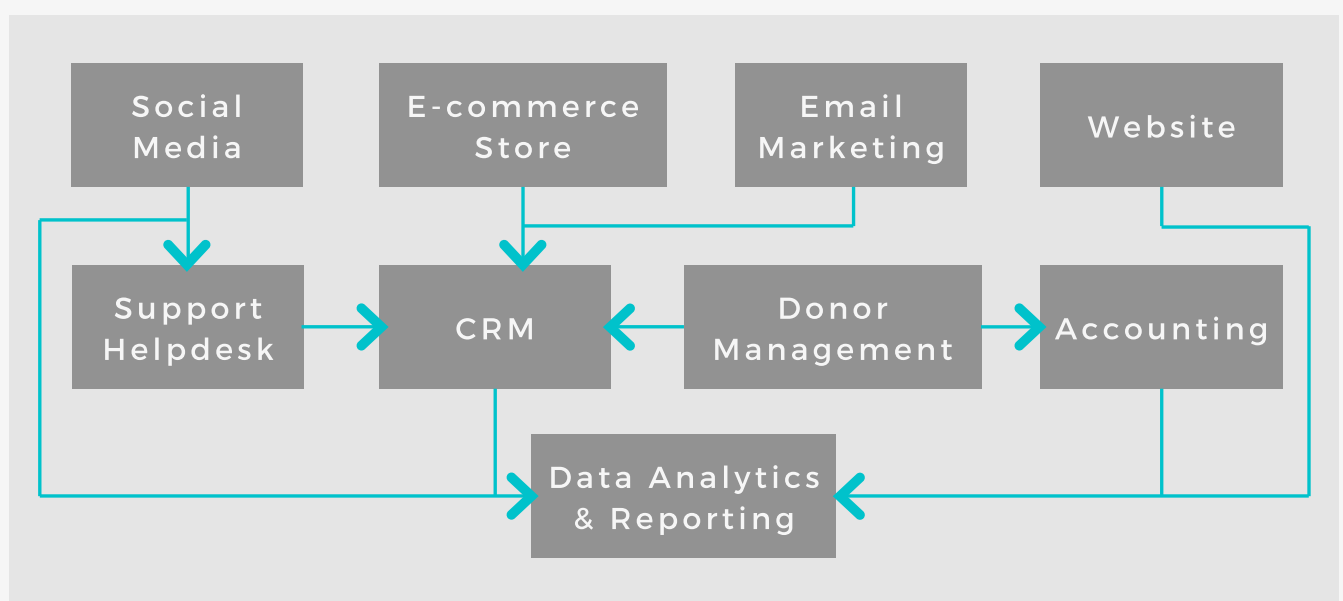 Social
Media
E-commerce
Store
Email
Marketing
Website
Support
Helpdesk
CRM
Donor
Management
Accounting
Data Analytics
& Reporting